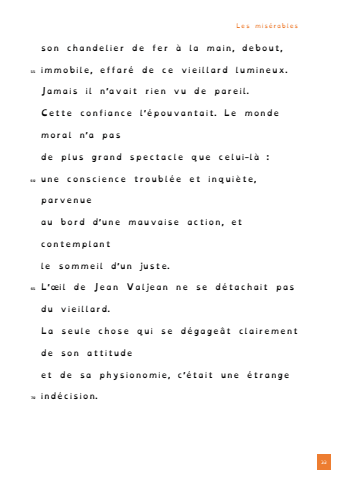 Les misérables
son chandelier de fer à la main, debout,
55 immobile, effaré de ce vieillard lumineux.
Jamais il n'avait rien vu de pareil.
Cette confiance l'épouvantait. Le monde
moral n'a pas
de plus grand spectacle que celui-là :
60 une conscience troublée et inquiète,
parvenue
au bord d'une mauvaise action, et
contemplant
le sommeil d'un juste.
65 L'œil de Jean Valjean ne se détachait pas
du vieillard.
La seule chose qui se dégageât clairement
de son attitude
et de sa physionomie, c'était une étrange
70 indécision.